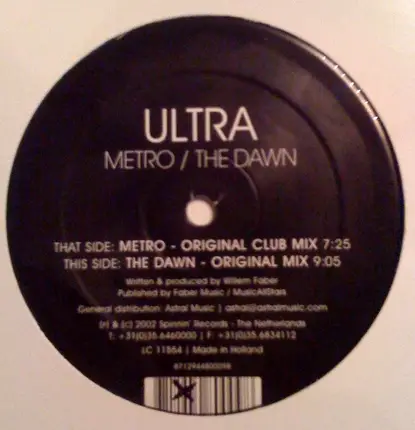 ULTRA
METRO / THE DAWN
THAT SIDE: METRO - ORIGINAL CLUB MIX 7:25
THIS SIDE: THE DAWN - ORIGINAL MIX 9:05
Written & produced by Willem Faber
Published by Faber Music / MusicAllStars
General distribution: Astral Music | astral@astralmusic.com
(p) & (c) 2002 Spinnin' Records - The Netherlands
T: +31(0)35.6460000 | F: +31(0)35.6834112
LC 11554 | Made in Holland
8712944800098